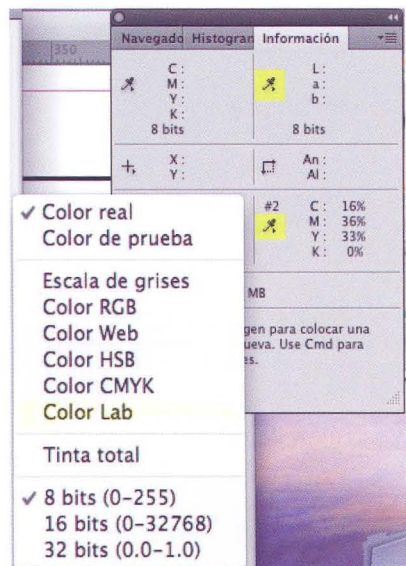 350
Navegado Histogran Información
C :
M :
Y :
K :
8 bits
L :
a :
b :
8 bits
X :
Y :
An :
Al :
#2 C : 16%
M : 36%
Y : 33%
K : 0%
MB
gen para colocar una
ueva. Use Cmd para
es.
✓ Color real
Color de prueba
Escala de grises
Color RGB
Color Web
Color HSB
Color CMYK
Color Lab
Tinta total
✓ 8 bits (0–255)
16 bits (0–32768)
32 bits (0.0–1.0)